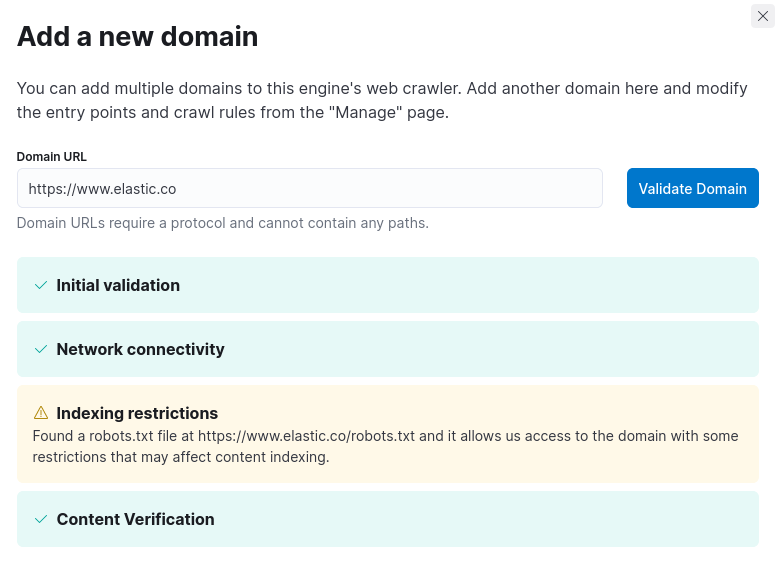 Add a new domain
You can add multiple domains to this engine's web crawler. Add another domain here and modify
the entry points and crawl rules from the "Manage" page.
Domain URL
https://www.elastic.co
Validate Domain
Domain URLs require a protocol and cannot contain any paths.
Initial validation
Network connectivity
Indexing restrictions
Found a robots.txt file at https://www.elastic.co/robots.txt and it allows us access to the domain with some
restrictions that may affect content indexing.
Content Verification